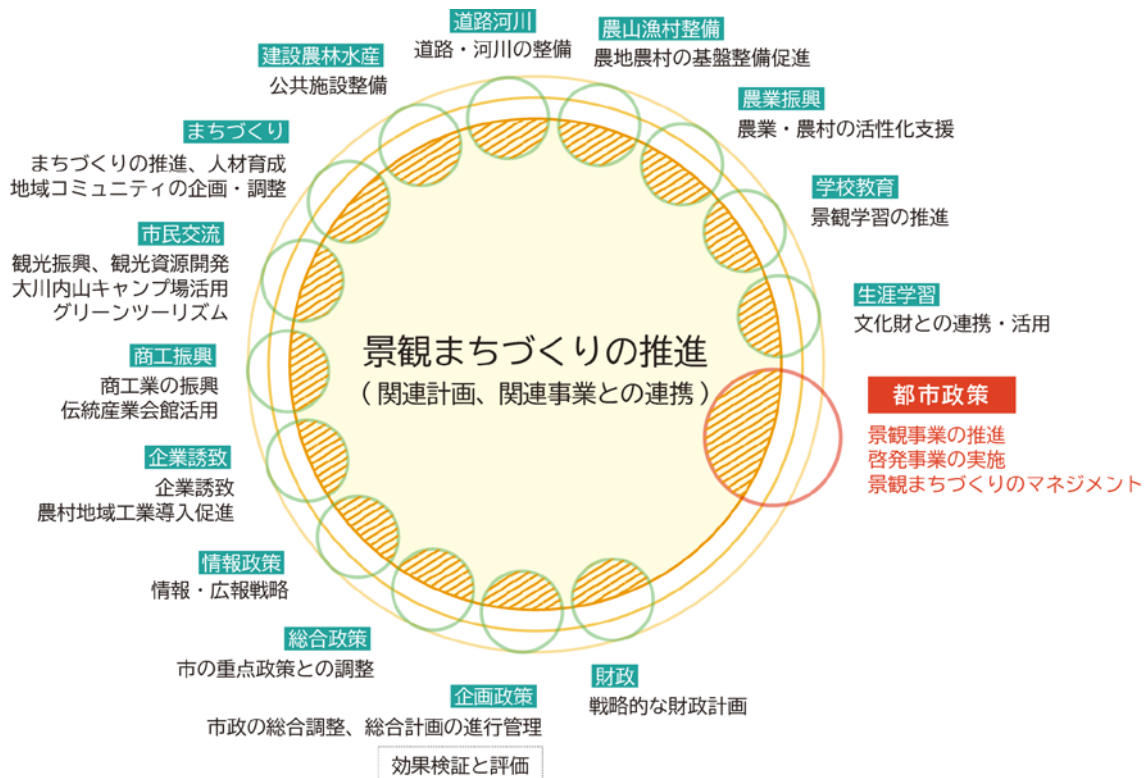 道路河川
道路・河川の整備
農山漁村整備
農地農村の基盤整備促進
農業振興
農業・農村の活性化支援
学校教育
景観学習の推進
生涯学習
文化財との連携・活用
都市政策
景観事業の推進
啓発事業の実施
景観まちづくりのマネジメント
財政
戦略的な財政計画
企画政策
市政の総合調整、総合計画の進行管理
効果検証と評価
総合政策
市の重点政策との調整
情報政策
情報・広報戦略
企業誘致
企業誘致
農村地域工業導入促進
商工振興
商工業の振興
伝統産業会館活用
市民交流
観光振興、観光資源開発
大川内山キャンプ場活用
グリーンツーリズム
まちづくり
まちづくりの推進、人材育成
地域コミュニティの企画・調整
建設農林水産
公共施設整備
景観まちづくりの推進
（関連計画、関連事業との連携）